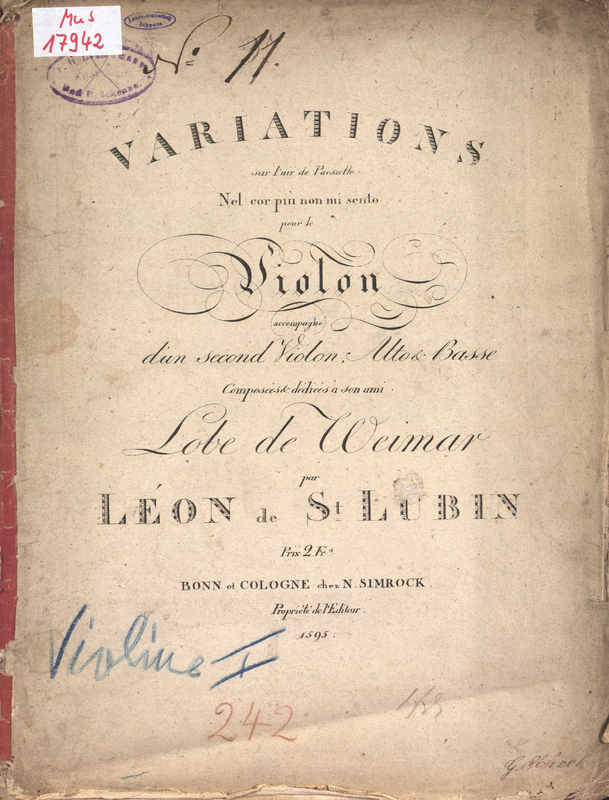 Mus
17942
No. 11.
VARIATIONS
sur l'air de Paesiello:
Nel cor più non mi sento
pour le
Violon
accompagné
d'un second Violon, Alto & Basse
Composées & dédiées à son ami
Lobe de Weimar
par
LÉON de St. LUBIN
Prix 2 Frs.
BONN et COLOGNE chez N. SIMROCK.
Propriété de l'Editeur.
1595.
Violine I
242